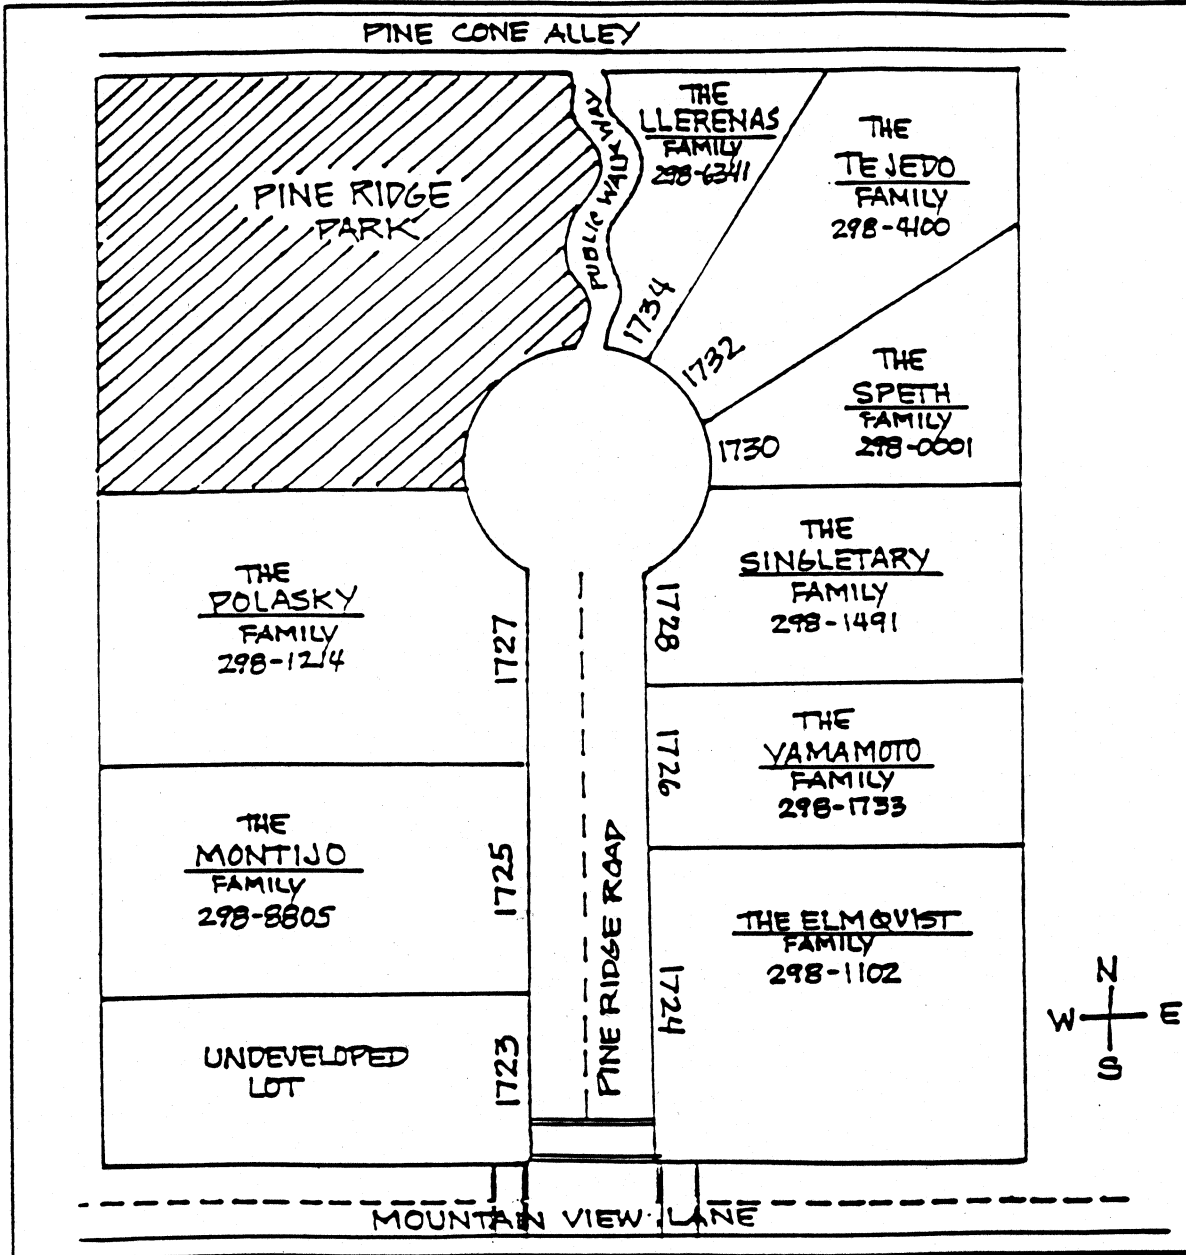 PINE CONE ALLEY
PINE RIDGE
PARK
PUBLIC WALKWAY
THE
LLERENAS
FAMILY
298-6341
1734
THE
TEJEDO
FAMILY
298-4100
1732
THE
SPETH
FAMILY
298-0001
1730
THE
POLASKY
FAMILY
298-1214
1727
THE
SINGLETARY
FAMILY
298-1491
1728
THE
YAMAMOTO
FAMILY
298-1733
1726
THE
MONTIJO
FAMILY
298-8805
1725
PINE RIDGE ROAD
THE ELMQVIST
FAMILY
298-1102
1724
UNDEVELOPED
LOT
1723
N
W E
S
MOUNTAIN VIEW LANE